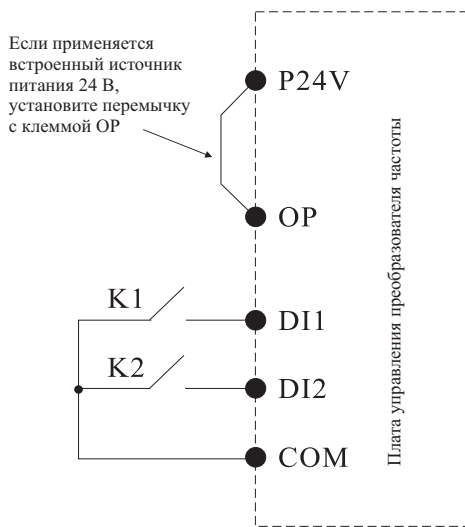 Если применяется
встроенный источник
питания 24 В,
установите перемычку
с клеммой OP
P24V
OP
K1
DI1
K2
DI2
COM
Плата управления преобразователя частоты